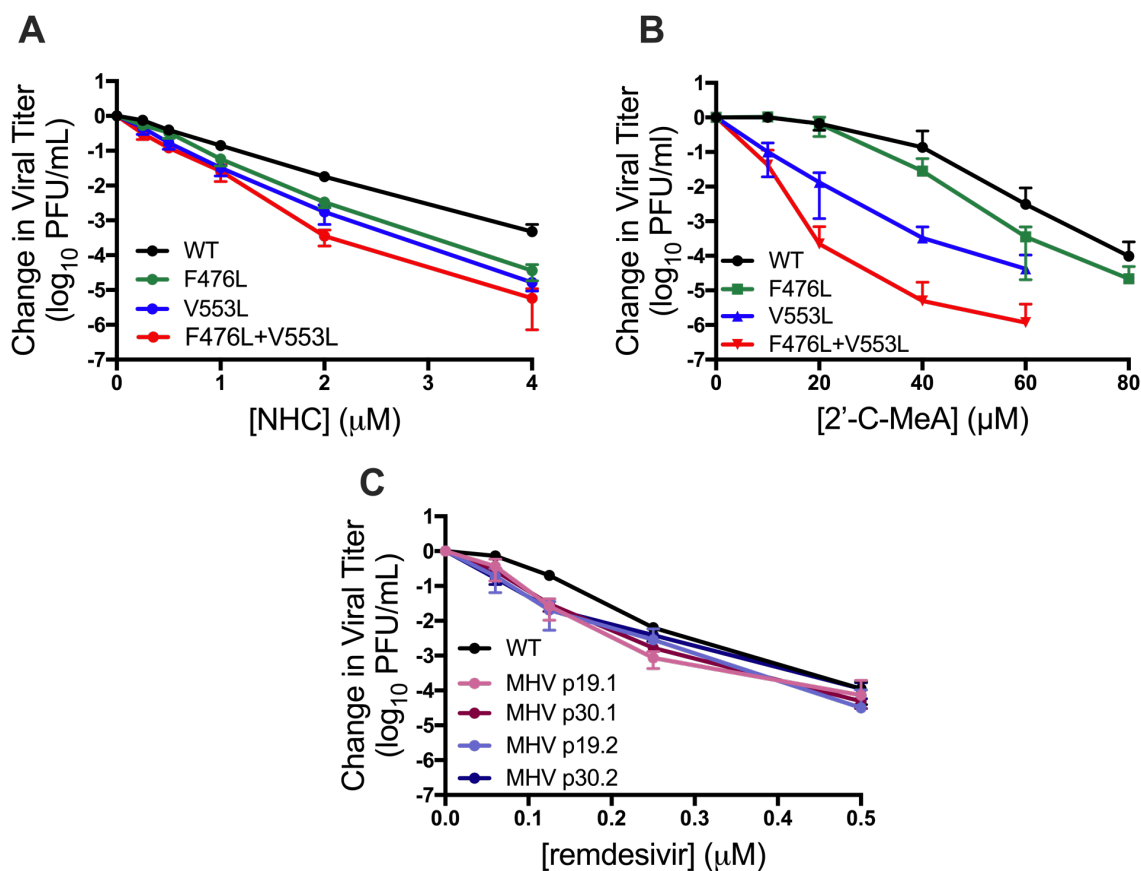 A
Change in Viral Titer
(log10 PFU/mL)
1
0
-1
-2
-3
-4
-5
-6
-7
WT
F476L
V553L
F476L+V553L
0
1
2
3
4
[NHC] (μM)
B
Change in Viral Titer
(log10 PFU/ml)
1
0
-1
-2
-3
-4
-5
-6
-7
WT
F476L
V553L
F476L+V553L
0
20
40
60
80
[2'-C-MeA] (µM)
C
Change in Viral Titer
(log10 PFU/mL)
1
0
-1
-2
-3
-4
-5
-6
-7
WT
MHV p19.1
MHV p30.1
MHV p19.2
MHV p30.2
0.0
0.1
0.2
0.3
0.4
0.5
[remdesivir] (μM)